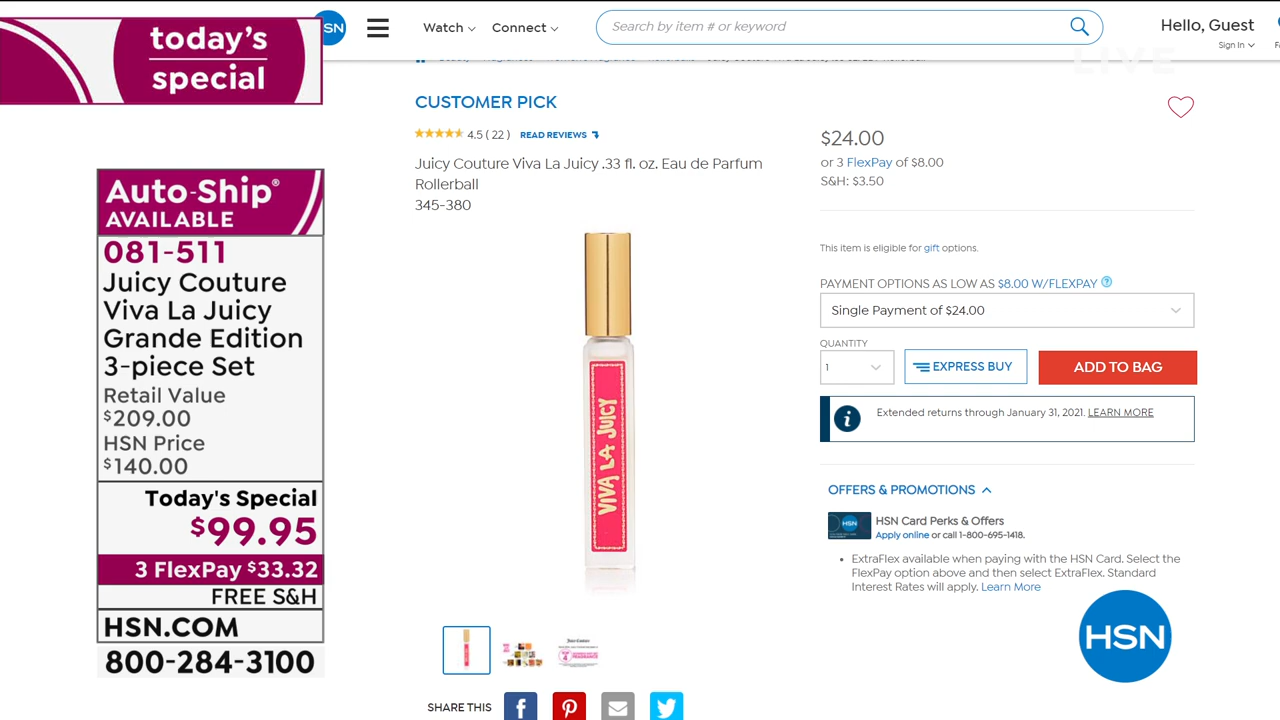 today's
special
SN
Watch
Connect
Search by item # or keyword
Hello, Guest
Sign In
LIVE
CUSTOMER PICK
4.5 ( 22 ) READ REVIEWS
Juicy Couture Viva La Juicy .33 fl. oz. Eau de Parfum
Rollerball
345-380
$24.00
or 3 FlexPay of $8.00
S&H: $3.50
This item is eligible for gift options.
PAYMENT OPTIONS AS LOW AS $8.00 W/FLEXPAY ?
Single Payment of $24.00
QUANTITY
1
EXPRESS BUY
ADD TO BAG
i Extended returns through January 31, 2021. LEARN MORE
OFFERS & PROMOTIONS
HSN
HSN Card Perks & Offers
Apply online or call 1-800-695-1418.
• ExtraFlex available when paying with the HSN Card. Select the
FlexPay option above and then select ExtraFlex. Standard
Interest Rates will apply. Learn More
VIVA LA JUICY
SHARE THIS
Auto-Ship®
AVAILABLE
081-511
Juicy Couture
Viva La Juicy
Grande Edition
3-piece Set
Retail Value
$209.00
HSN Price
$140.00
Today's Special
$99.95
3 FlexPay $33.32
FREE S&H
HSN.COM
800-284-3100
HSN